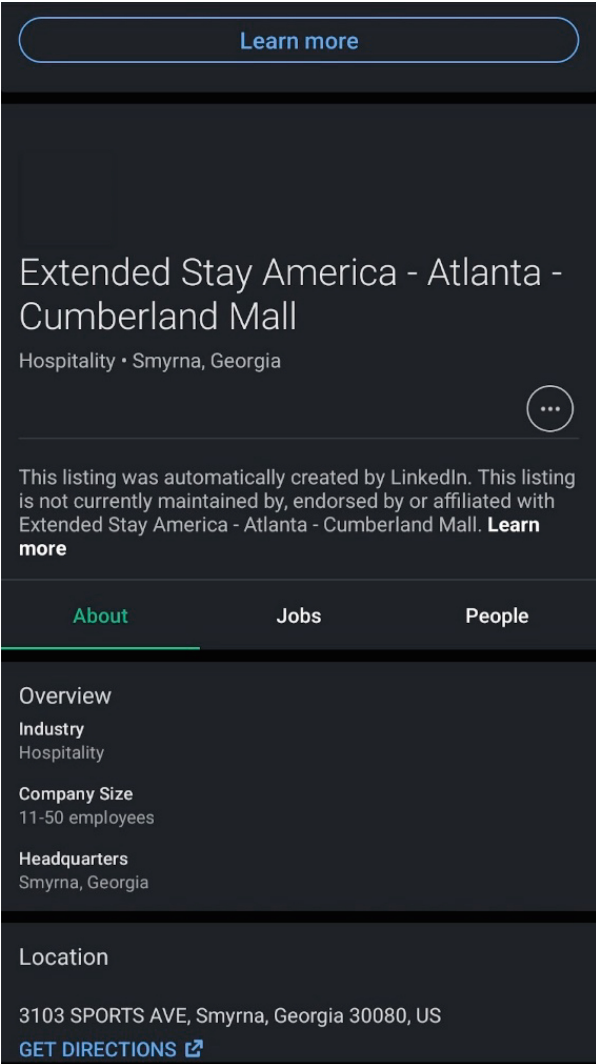 Learn more
Extended Stay America - Atlanta -
Cumberland Mall
Hospitality • Smyrna, Georgia
This listing was automatically created by LinkedIn. This listing
is not currently maintained by, endorsed by or affiliated with
Extended Stay America - Atlanta - Cumberland Mall. Learn
more
About Jobs People
Overview
Industry
Hospitality
Company Size
11-50 employees
Headquarters
Smyrna, Georgia
Location
3103 SPORTS AVE, Smyrna, Georgia 30080, US
GET DIRECTIONS